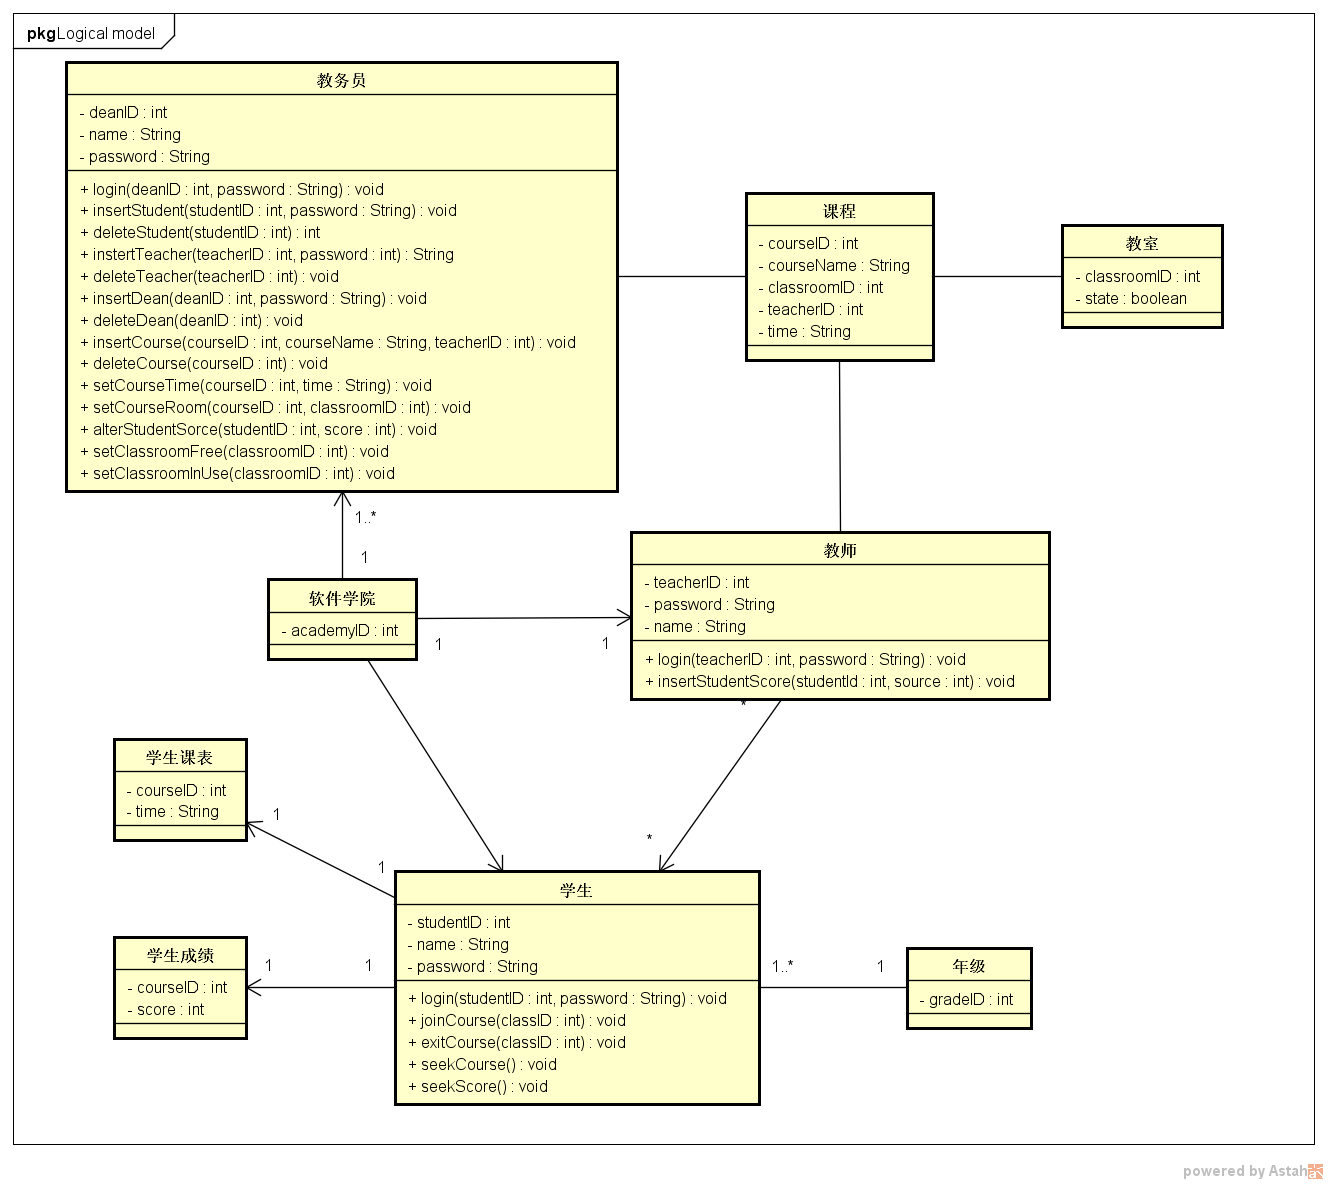 pkg Logical model
教务员
- deanID : int
- name : String
- password : String
+ login(deanID : int, password : String) : void
+ insertStudent(studentID : int, password : String) : void
+ deleteStudent(studentID : int) : int
+ instertTeacher(teacherID : int, password : int) : String
+ deleteTeacher(teacherID : int) : void
+ insertDean(deanID : int, password : String) : void
+ deleteDean(deanID : int) : void
+ insertCourse(courseID : int, courseName : String, teacherID : int) : void
+ deleteCourse(courseID : int) : void
+ setCourseTime(courseID : int, time : String) : void
+ setCourseRoom(courseID : int, classroomID : int) : void
+ alterStudentSorce(studentID : int, score : int) : void
+ setClassroomFree(classroomID : int) : void
+ setClassroomInUse(classroomID : int) : void
课程
- courseID : int
- courseName : String
- classroomID : int
- teacherID : int
- time : String
教室
- classroomID : int
- state : boolean
1..*
1
软件学院
- academyID : int
1
1
教师
- teacherID : int
- password : String
- name : String
+ login(teacherID : int, password : String) : void
+ insertStudentScore(studentId : int, source : int) : void
*
*
学生课表
- courseID : int
- time : String
1
1
学生成绩
- courseID : int
- score : int
1
1
学生
- studentID : int
- name : String
- password : String
+ login(studentID : int, password : String) : void
+ joinCourse(classID : int) : void
+ exitCourse(classID : int) : void
+ seekCourse() : void
+ seekScore() : void
1..*
1
年级
- gradeID : int
powered by Astah